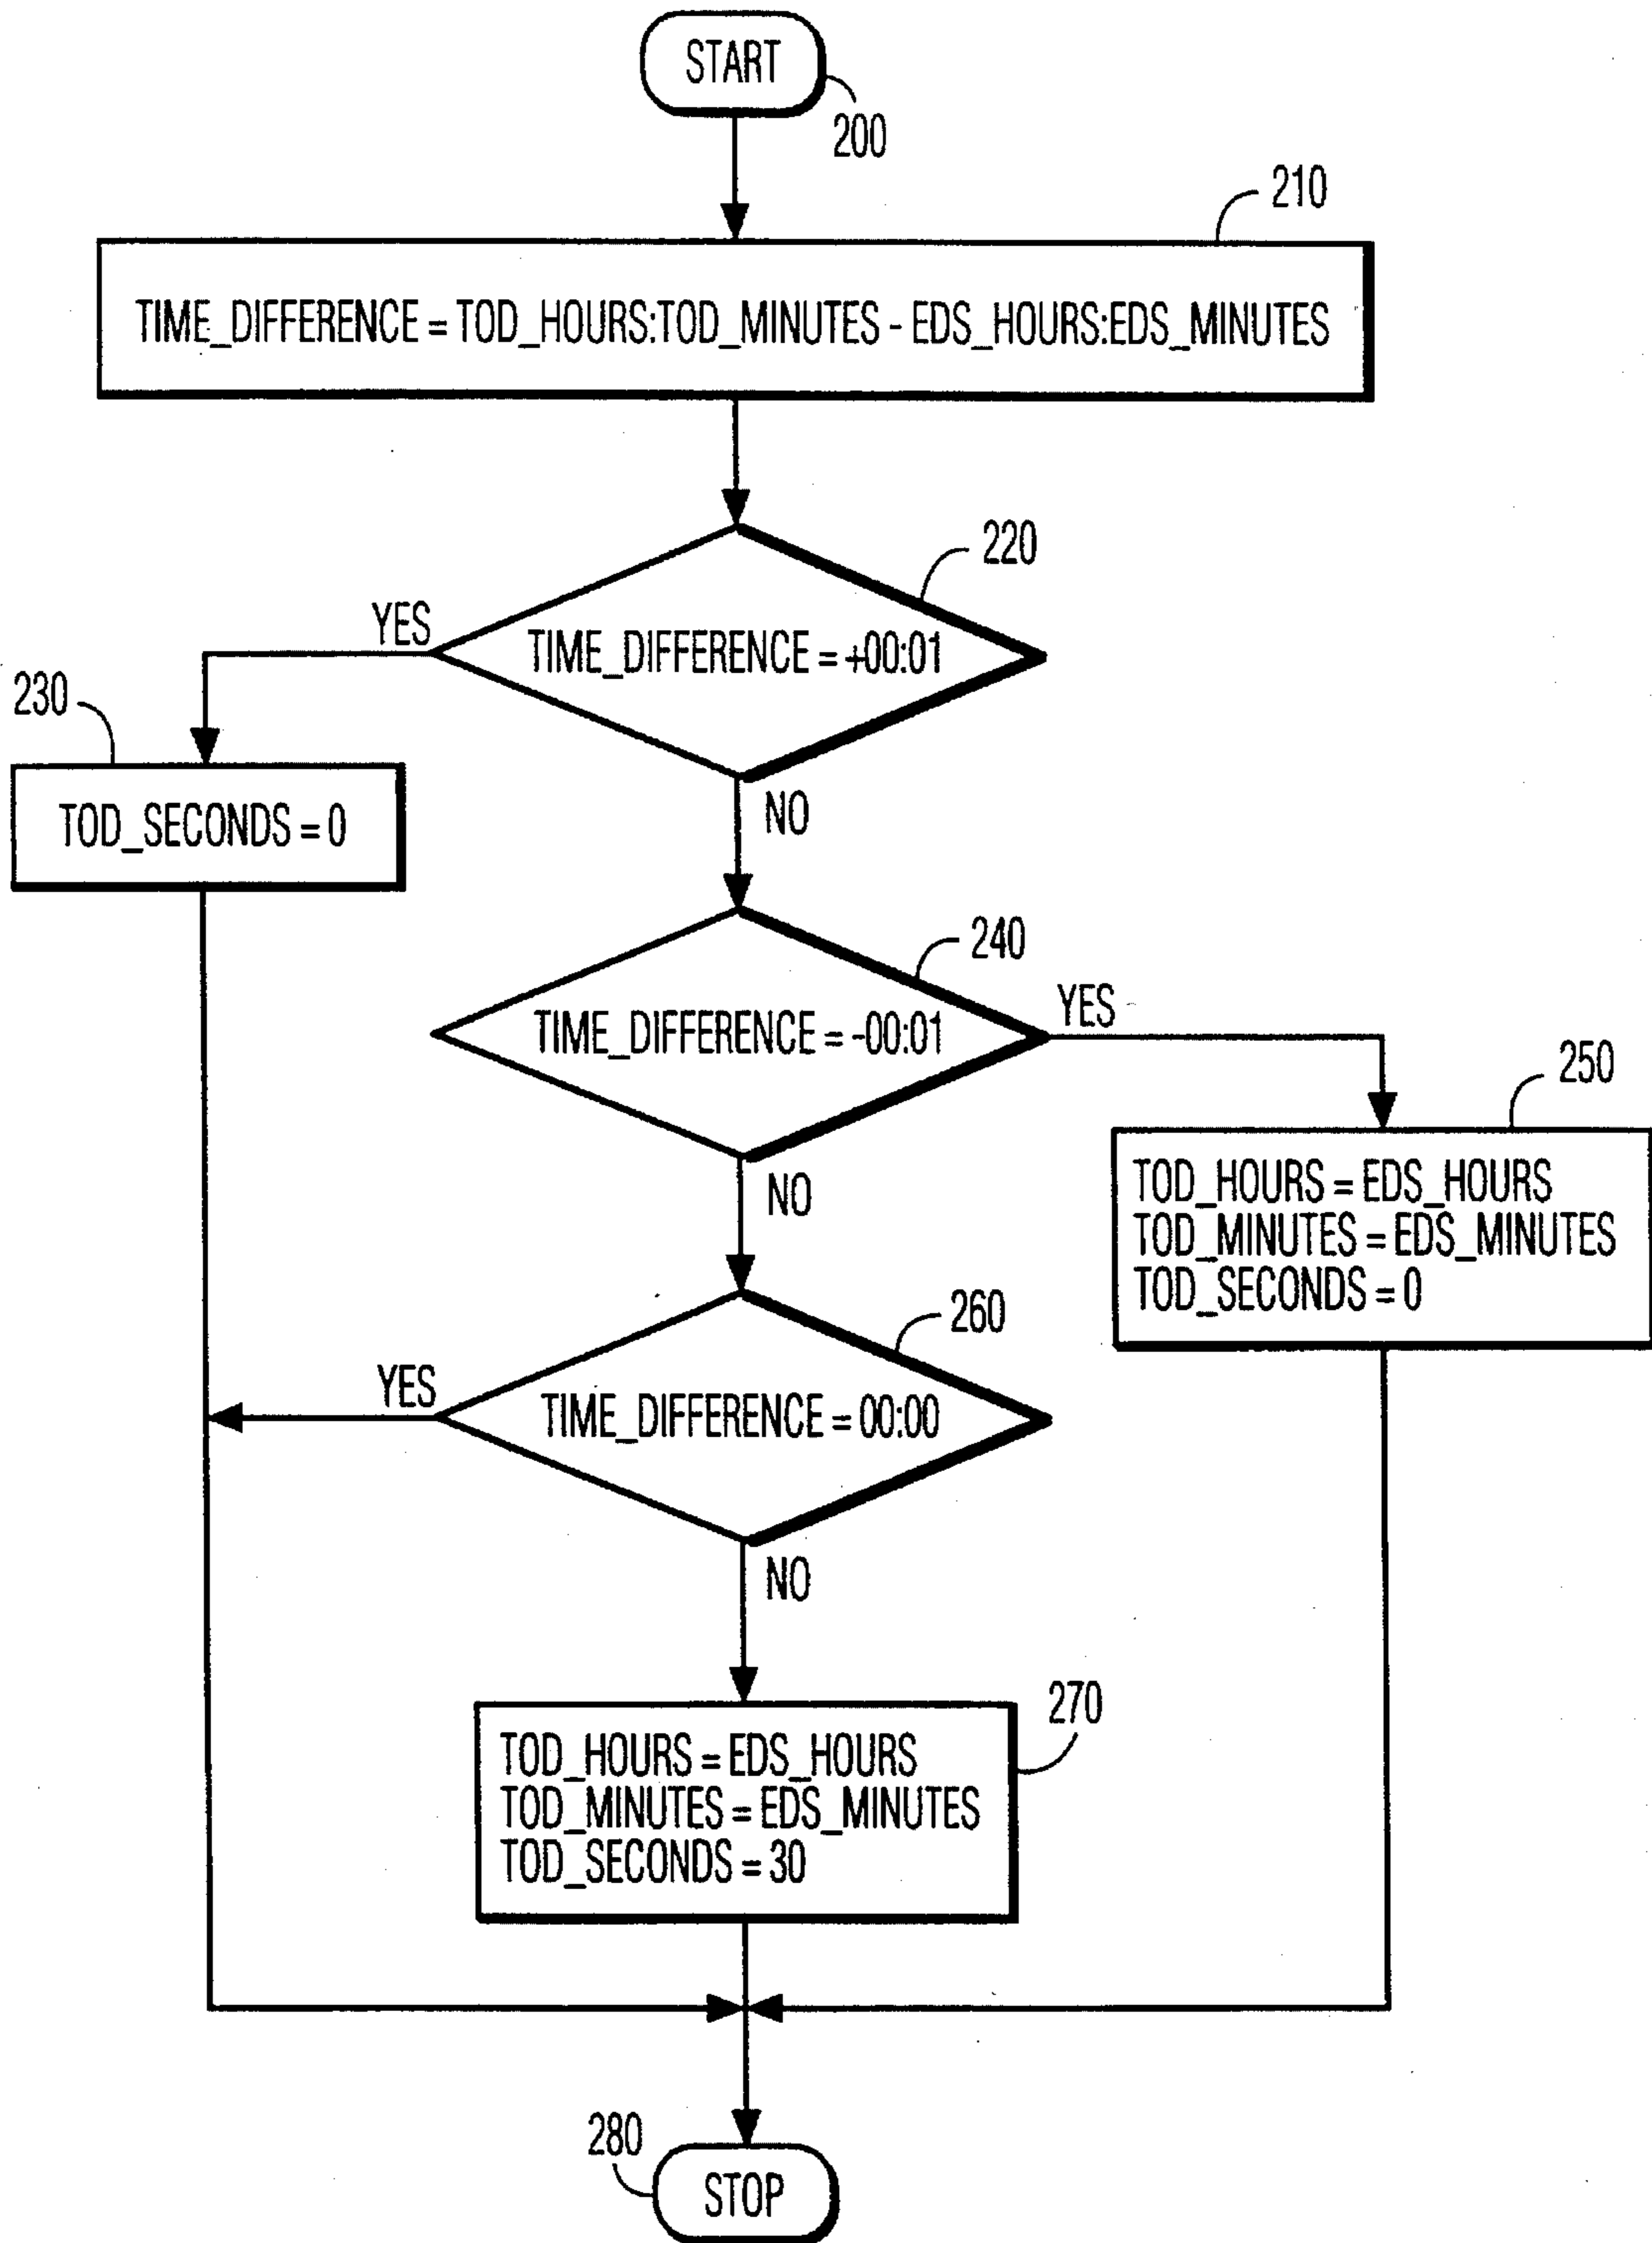 START
200
210
TIME_DIFFERENCE = TOD_HOURS:TOD_MINUTES - EDS_HOURS:EDS_MINUTES
220
YES
TIME_DIFFERENCE = +00:01
230
TOD_SECONDS = 0
NO
240
TIME_DIFFERENCE = -00:01
YES
250
TOD_HOURS = EDS_HOURS
TOD_MINUTES = EDS_MINUTES
TOD_SECONDS = 0
NO
260
YES
TIME_DIFFERENCE = 00:00
NO
270
TOD_HOURS = EDS_HOURS
TOD_MINUTES = EDS_MINUTES
TOD_SECONDS = 30
280
STOP